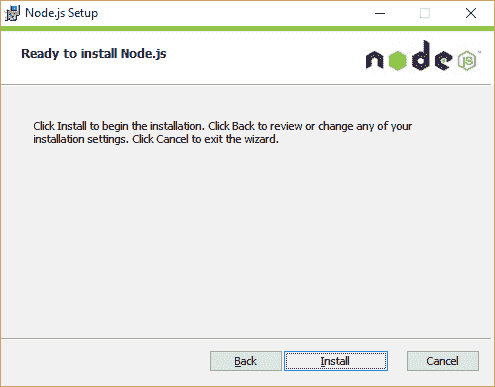 Node.js Setup
Ready to install Node.js
node
JS
Click Install to begin the installation. Click Back to review or change any of your
installation settings. Click Cancel to exit the wizard.
Back
Install
Cancel